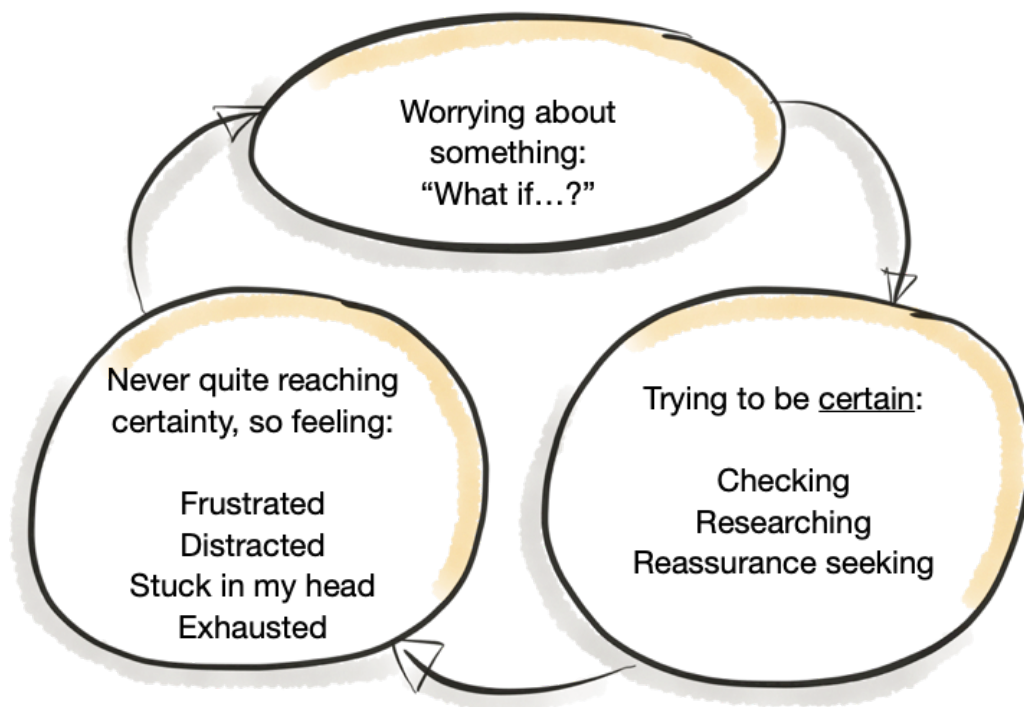 Worrying about
something:
“What if…?”
Trying to be certain:
Checking
Researching
Reassurance seeking
Never quite reaching
certainty, so feeling:
Frustrated
Distracted
Stuck in my head
Exhausted